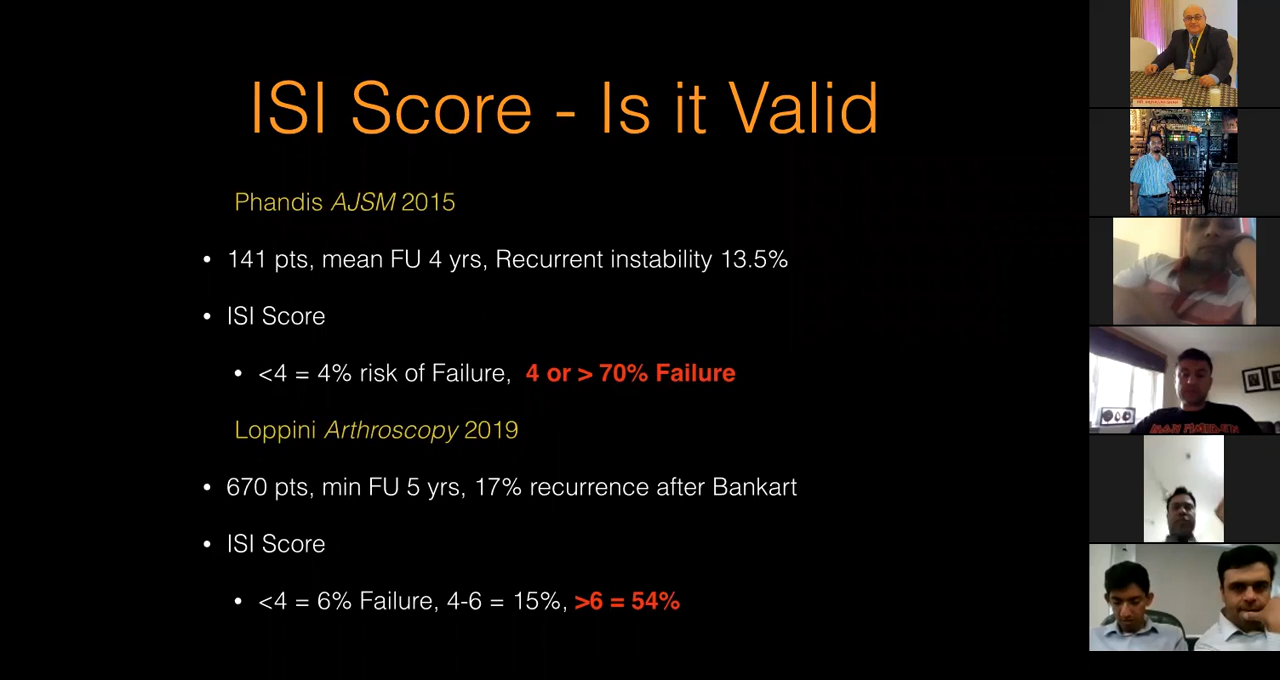 ISI Score - Is it Valid
Phandis AJSM 2015
• 141 pts, mean FU 4 yrs, Recurrent instability 13.5%
• ISI Score
• <4 = 4% risk of Failure, 4 or > 70% Failure
Loppini Arthroscopy 2019
• 670 pts, min FU 5 yrs, 17% recurrence after Bankart
• ISI Score
• <4 = 6% Failure, 4-6 = 15%, >6 = 54%